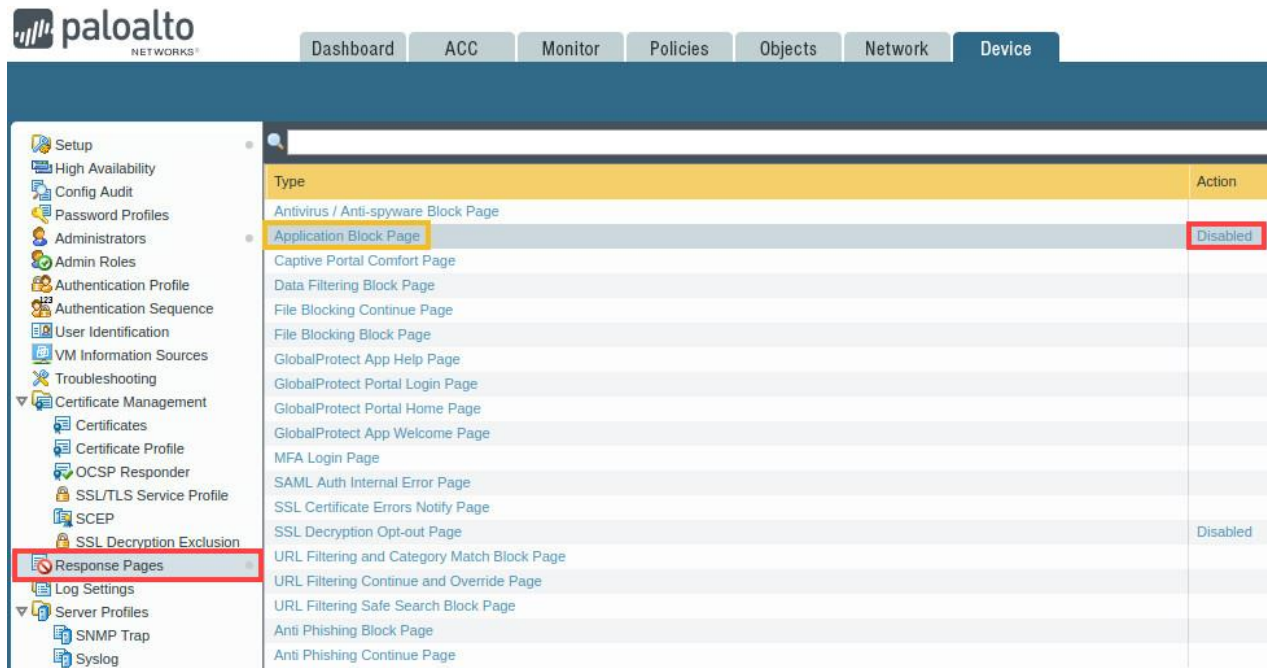 paloalto
NETWORKS®
Dashboard ACC Monitor Policies Objects Network Device
Setup
High Availability
Config Audit
Password Profiles
Administrators
Admin Roles
Authentication Profile
Authentication Sequence
User Identification
VM Information Sources
Troubleshooting
Certificate Management
Certificates
Certificate Profile
OCSP Responder
SSL/TLS Service Profile
SCEP
SSL Decryption Exclusion
Response Pages
Log Settings
Server Profiles
SNMP Trap
Syslog
Type Action
Antivirus / Anti-spyware Block Page
Application Block Page Disabled
Captive Portal Comfort Page
Data Filtering Block Page
File Blocking Continue Page
File Blocking Block Page
GlobalProtect App Help Page
GlobalProtect Portal Login Page
GlobalProtect Portal Home Page
GlobalProtect App Welcome Page
MFA Login Page
SAML Auth Internal Error Page
SSL Certificate Errors Notify Page
SSL Decryption Opt-out Page Disabled
URL Filtering and Category Match Block Page
URL Filtering Continue and Override Page
URL Filtering Safe Search Block Page
Anti Phishing Block Page
Anti Phishing Continue Page